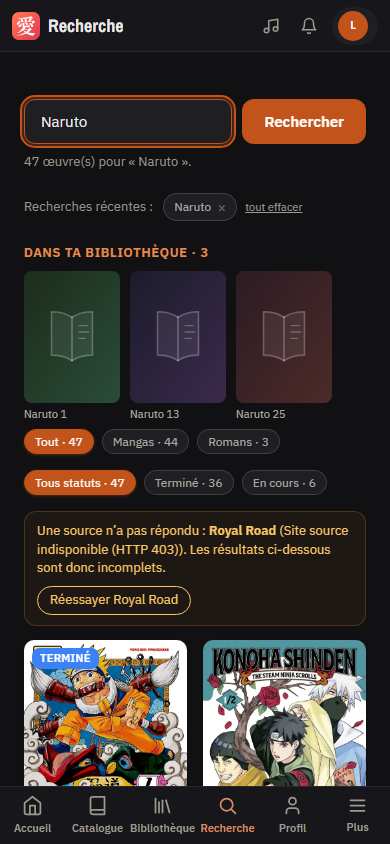 愛 Recherche L
Naruto Rechercher
47 œuvre(s) pour « Naruto ».
Recherches récentes : Naruto × tout effacer
DANS TA BIBLIOTHÈQUE · 3
Naruto 1 Naruto 13 Naruto 25
Tout · 47 Mangas · 44 Romans · 3
Tous statuts · 47 Terminé · 36 En cours · 6
Une source n'a pas répondu : Royal Road (Site source
indisponible (HTTP 403)). Les résultats ci-dessous
sont donc incomplets.
Réessayer Royal Road
TERMINÉ
KONOHA SHINDEN
THE STEAM NINJA SCROLLS
Accueil Catalogue Bibliothèque Recherche Profil Plus